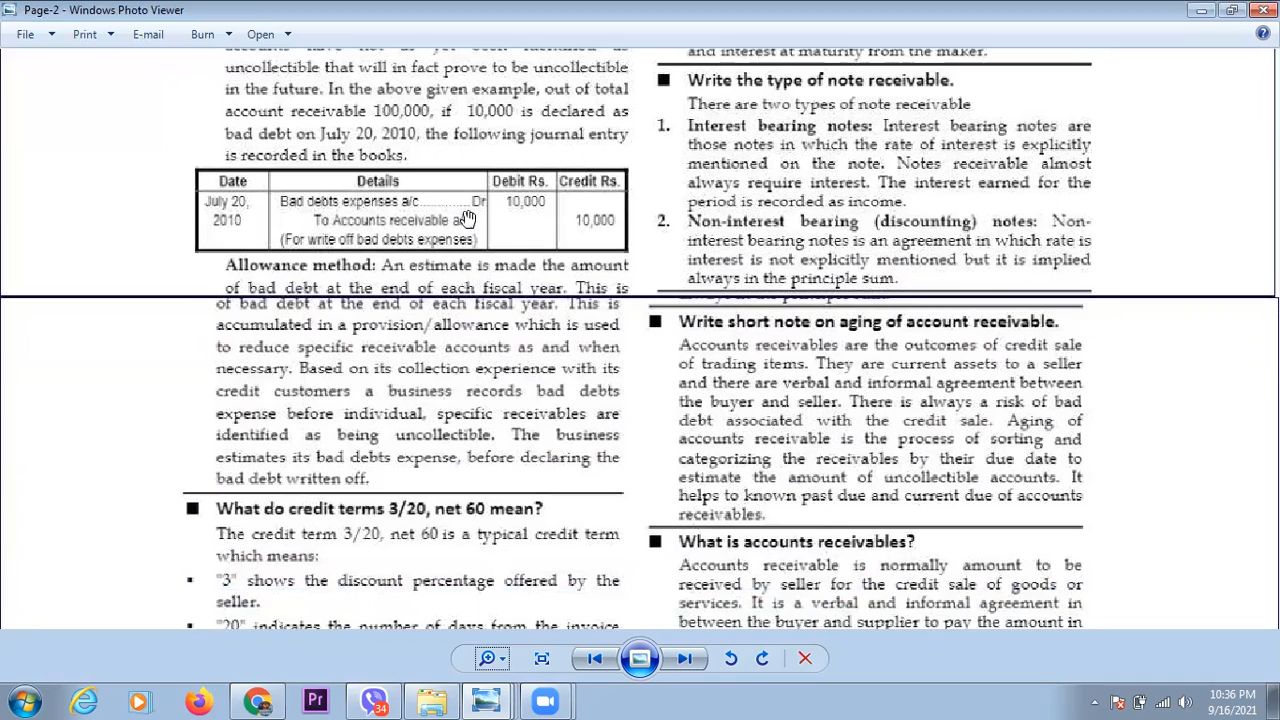 Page-2 - Windows Photo Viewer
File Print E-mail Burn Open
uncollectible that will in fact prove to be uncollectible
in the future. In the above given example, out of total
account receivable 100,000, if 10,000 is declared as
bad debt on July 20, 2010, the following journal entry
is recorded in the books.
Date Details Debit Rs. Credit Rs.
July 20, Bad debts expenses a/c..............Dr 10,000
2010 To Accounts receivable 10,000
(For write off bad debts expenses)
Allowance method: An estimate is made the amount
of bad debt at the end of each fiscal year. This is
of bad debt at the end of each fiscal year. This is
accumulated in a provision/allowance which is used
to reduce specific receivable accounts as and when
necessary. Based on its collection experience with its
credit customers a business records bad debts
expense before individual, specific receivables are
identified as being uncollectible. The business
estimates its bad debts expense, before declaring the
bad debt written off.
■ What do credit terms 3/20, net 60 mean?
The credit term 3/20, net 60 is a typical credit term
which means:
▪ "3" shows the discount percentage offered by the
seller.
▪ "20" indicates the number of days from the invoice
and interest at maturity from the maker.
■ Write the type of note receivable.
There are two types of note receivable
1. Interest bearing notes: Interest bearing notes are
those notes in which the rate of interest is explicitly
mentioned on the note. Notes receivable almost
always require interest. The interest earned for the
period is recorded as income.
2. Non-interest bearing (discounting) notes: Non-
interest bearing notes is an agreement in which rate is
interest is not explicitly mentioned but it is implied
always in the principle sum.
■ Write short note on aging of account receivable.
Accounts receivables are the outcomes of credit sale
of trading items. They are current assets to a seller
and there are verbal and informal agreement between
the buyer and seller. There is always a risk of bad
debt associated with the credit sale. Aging of
accounts receivable is the process of sorting and
categorizing the receivables by their due date to
estimate the amount of uncollectible accounts. It
helps to known past due and current due of accounts
receivables.
■ What is accounts receivables?
Accounts receivable is normally amount to be
received by seller for the credit sale of goods or
services. It is a verbal and informal agreement in
between the buyer and supplier to pay the amount in
Pr
34
10:36 PM
9/16/2021